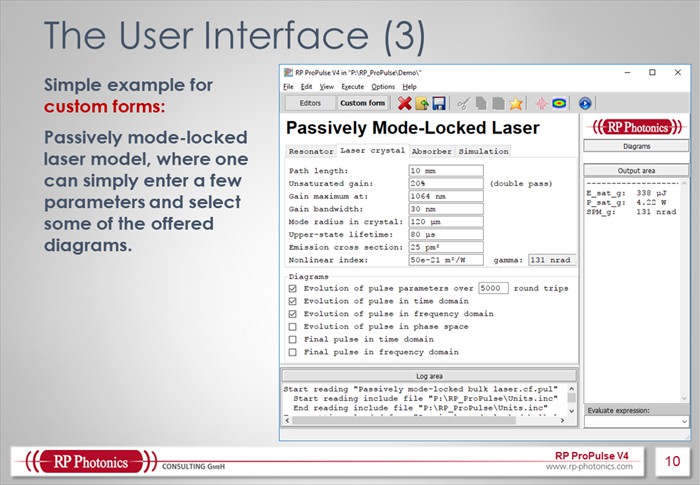 The User Interface (3)
Simple example for
custom forms:
Passively mode-locked
laser model, where one
can simply enter a few
parameters and select
some of the offered
diagrams.
RP ProPulse V4 in "P:\RP_ProPulse\Demo\"
File Edit View Execute Options Help
Editors Custom form
Passively Mode-Locked Laser
RP Photonics
Resonator Laser crystal Absorber Simulation
Path length: 10 mm
Unsaturated gain: 20% (double pass)
Gain maximum at: 1064 nm
Gain bandwidth: 30 nm
Mode radius in crystal: 120 µm
Upper-state lifetime: 80 µs
Emission cross section: 25 pm²
Nonlinear index: 50e-21 m²/W gamma: 131 nrad
Diagrams
Evolution of pulse parameters over 5000 round trips
Evolution of pulse in time domain
Evolution of pulse in frequency domain
Evolution of pulse in phase space
Final pulse in time domain
Final pulse in frequency domain
Diagrams
Output area
E_sat_g: 338 µJ
P_sat_g: 4.22 W
SPM_g: 131 nrad
Evaluate expression:
Log area
Start reading "Passively mode-locked bulk laser.cf.pul"
Start reading include file "P:\RP_ProPulse\Units.inc"
End reading include file "P:\RP_ProPulse\Units.inc"
RP Photonics CONSULTING GmbH
RP ProPulse V4
www.rp-photonics.com
10